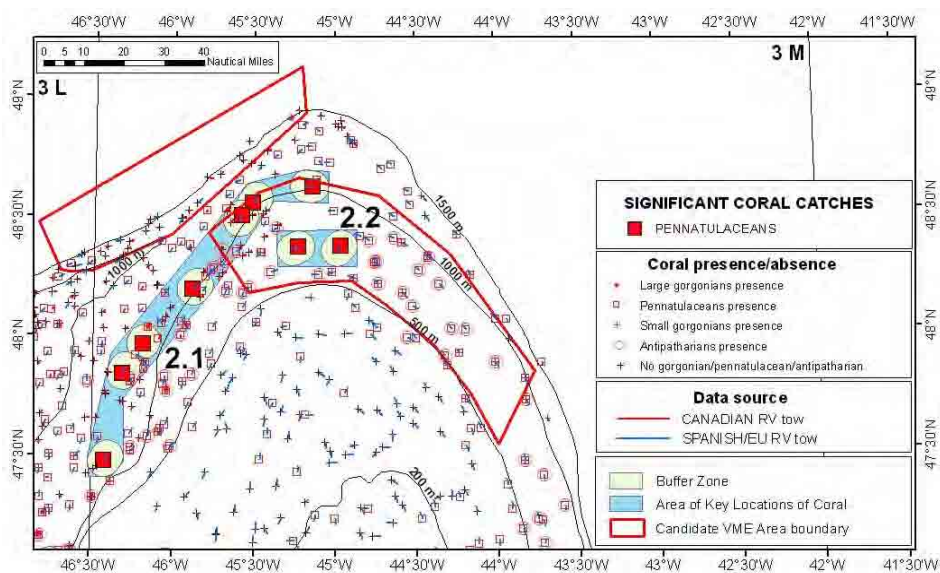 46°30'W 46°W 45°30'W 45°W 44°30'W 44°W 43°30'W 43°W 42°30'W 42°W 41°30'W
0 5 10 20 30 40
Nautical Miles
3 L
3 M
49°N
49°N
48°30'N
48°30'N
48°N
48°N
47°30'N
47°30'N
1500 m
1000 m
1000 m
500 m
200 m
2.2
2.1
SIGNIFICANT CORAL CATCHES
PENNATULACEANS
Coral presence/absence
Large gorgonians presence
Pennatulaceans presence
Small gorgonians presence
Antipatharians presence
No gorgonian/pennatulacean/antipatharian
Data source
CANADIAN RV tow
SPANISH/EU RV tow
Buffer Zone
Area of Key Locations of Coral
Candidate VME Area boundary
46°30'W 46°W 45°30'W 45°W 44°30'W 44°W 43°30'W 43°W 42°30'W 42°W 41°30'W